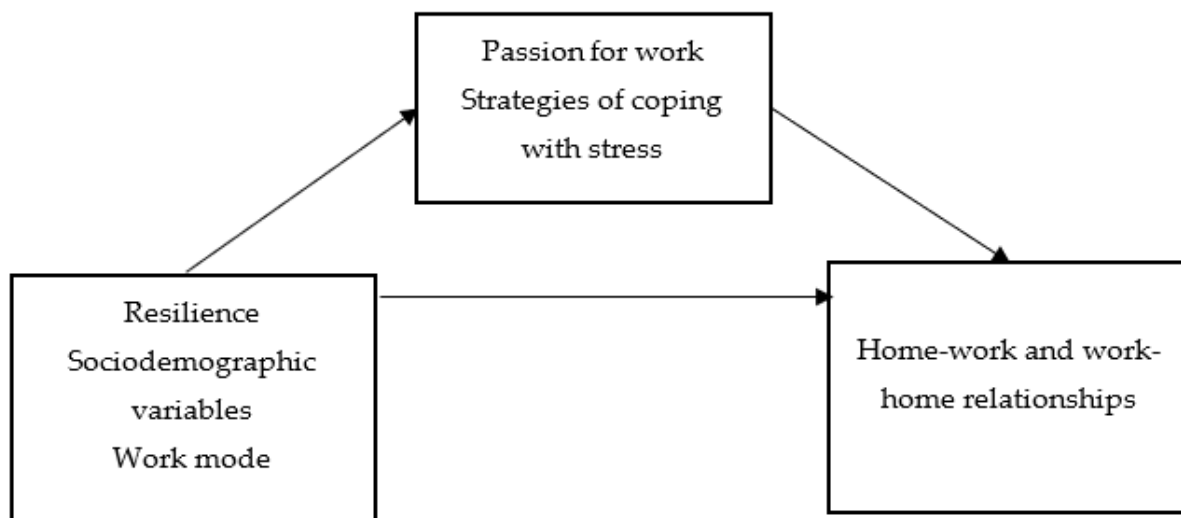 Passion for work
Strategies of coping
with stress
Resilience
Sociodemographic
variables
Work mode
Home-work and work-
home relationships